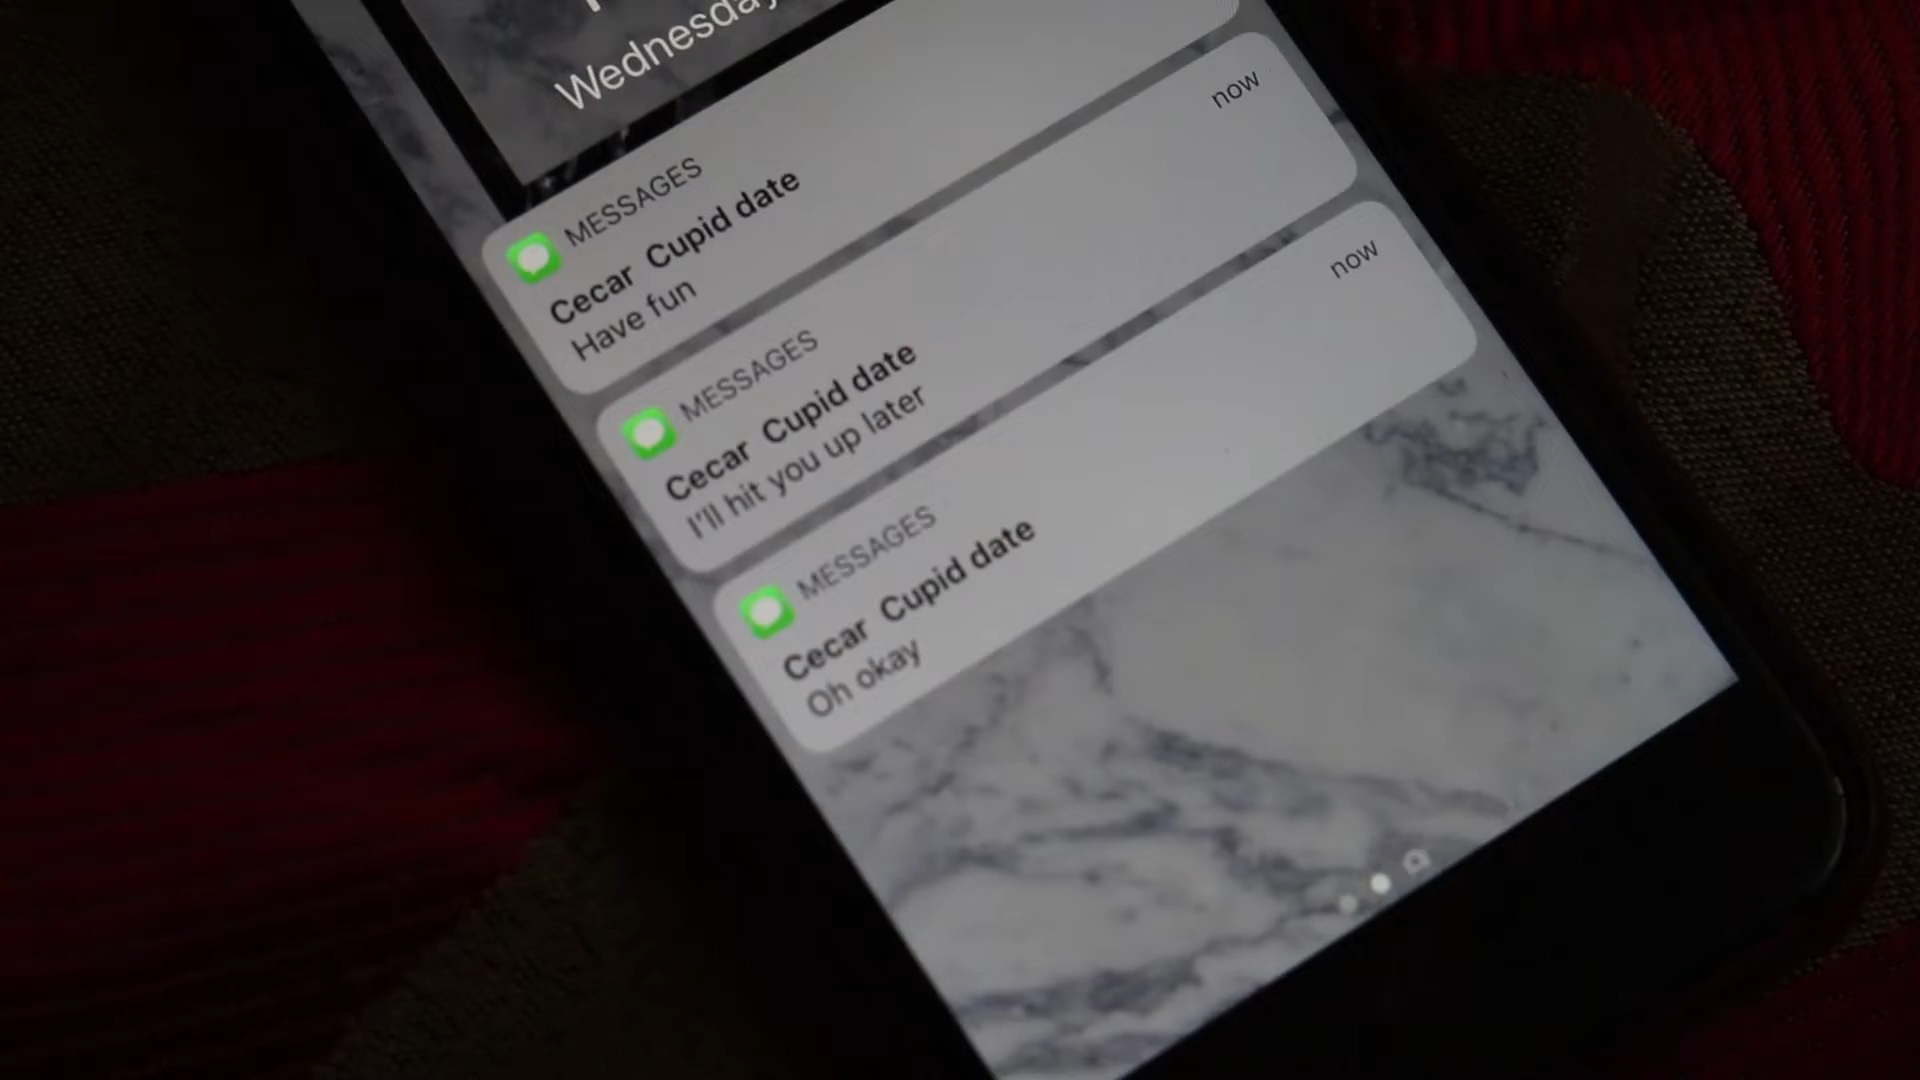 Wednesday
MESSAGES
Cecar Cupid date
Have fun
now
MESSAGES
Cecar Cupid date
I'll hit you up later
now
MESSAGES
Cecar Cupid date
Oh okay